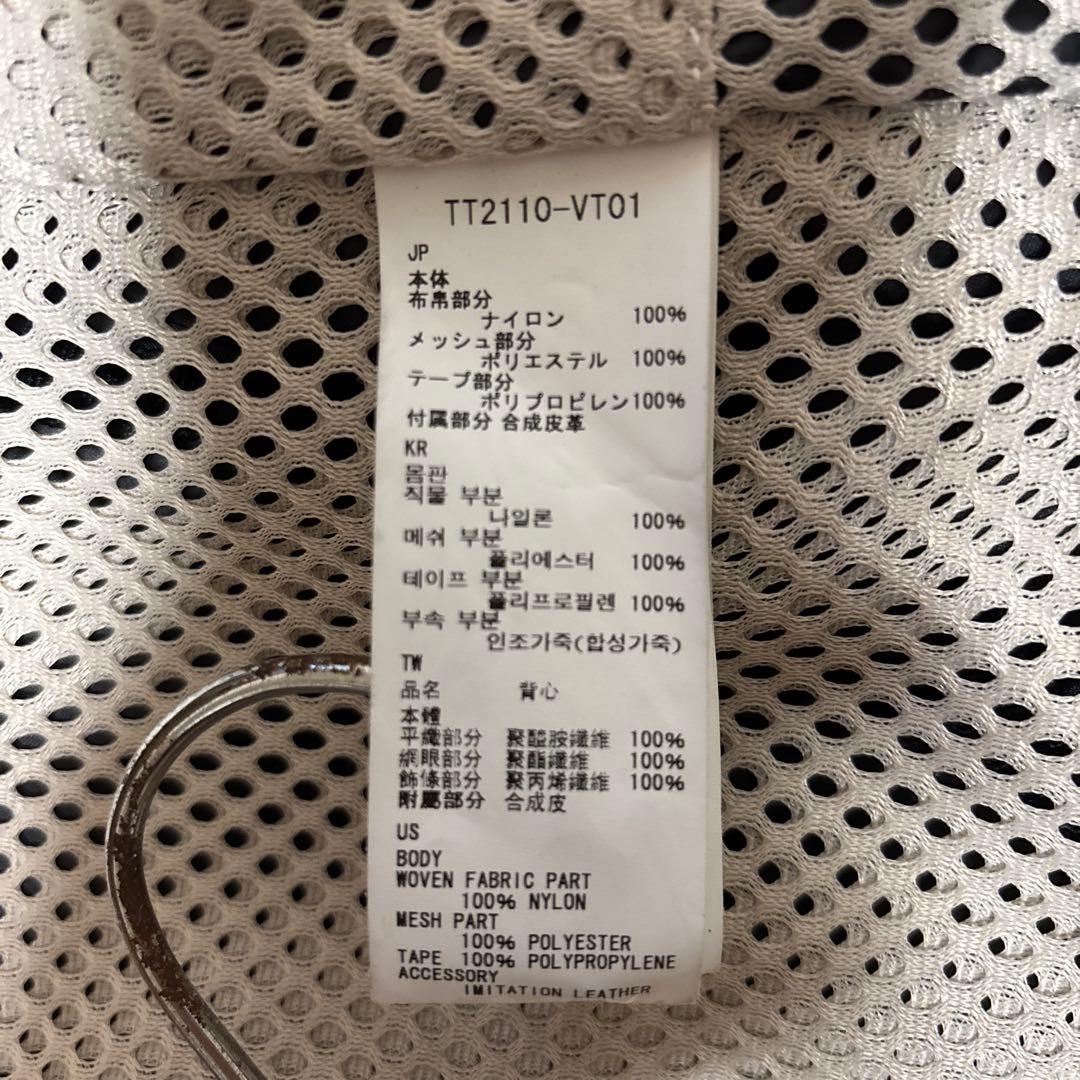 TT2110-VT01
JP
本体
布帛部分
ナイロン 100%
メッシュ部分
ポリエステル 100%
テープ部分
ポリプロピレン100%
付属部分 合成皮革
KR
몸판
직물 부분
나일론 100%
메쉬 부분
폴리에스터 100%
테이프 부분
폴리프로필렌 100%
부속 부분
인조가죽(합성가죽)
TW
品名 背心
本體
平織部分 聚醯胺纖維 100%
網眼部分 聚酯纖維 100%
飾條部分 聚丙烯纖維 100%
附屬部分 合成皮
US
BODY
WOVEN FABRIC PART
100% NYLON
MESH PART
100% POLYESTER
TAPE 100% POLYPROPYLENE
ACCESSORY
IMITATION LEATHER